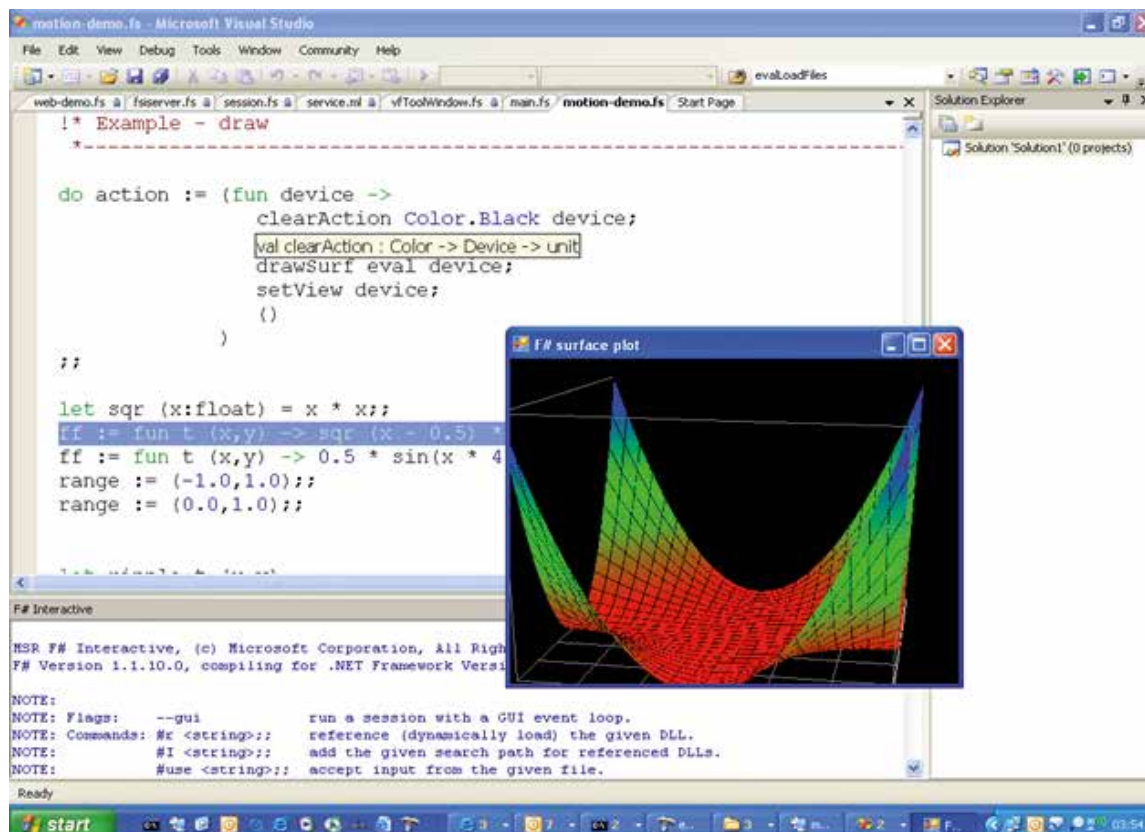 motion-demo.fs - Microsoft Visual Studio
File Edit View Debug Tools Window Community Help
evalLoadFiles
web-demo.fs fsiserver.fs session.fs service.ml vfToolWindow.fs main.fs motion-demo.fs Start Page
Solution Explorer
Solution 'Solution1' (0 projects)
!* Example - draw
*------------------------------------------------------------
do action := (fun device ->
clearAction Color.Black device;
val clearAction : Color -> Device -> unit
drawSurf eval device;
setView device;
()
)
;;
F# surface plot
let sqr (x:float) = x * x;;
ff := fun t (x,y) -> sqr (x - 0.5) *
ff := fun t (x,y) -> 0.5 * sin(x * 4
range := (-1.0,1.0);;
range := (0.0,1.0);;
F# Interactive
MSR F# Interactive, (c) Microsoft Corporation, All Righ
F# Version 1.1.10.0, compiling for .NET Framework Versi
NOTE:
NOTE: Flags: --gui run a session with a GUI event loop.
NOTE: Commands: #r <string>;; reference (dynamically load) the given DLL.
NOTE: #I <string>;; add the given search path for referenced DLLs.
NOTE: #use <string>;; accept input from the given file.
Ready
start 03:54